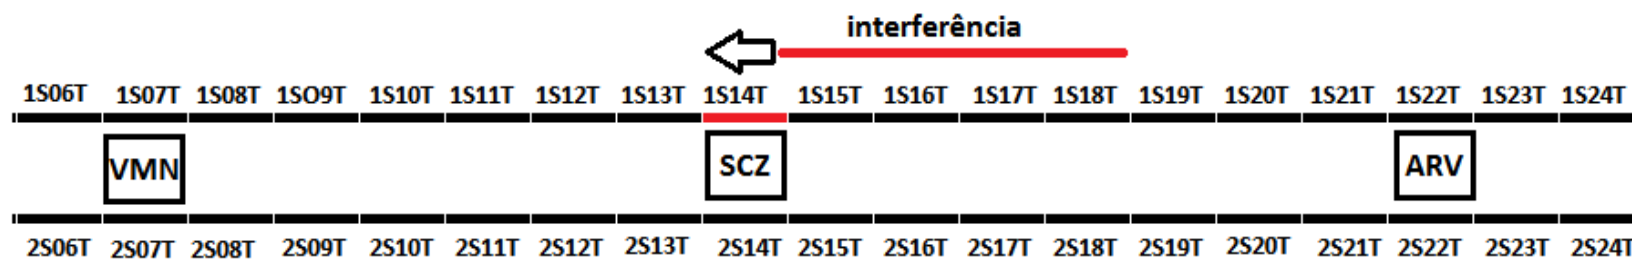 interferência
1S06T 1S07T 1S08T 1SO9T 1S10T 1S11T 1S12T 1S13T 1S14T 1S15T 1S16T 1S17T 1S18T 1S19T 1S20T 1S21T 1S22T 1S23T 1S24T
VMN SCZ ARV
2S06T 2S07T 2S08T 2S09T 2S10T 2S11T 2S12T 2S13T 2S14T 2S15T 2S16T 2S17T 2S18T 2S19T 2S20T 2S21T 2S22T 2S23T 2S24T